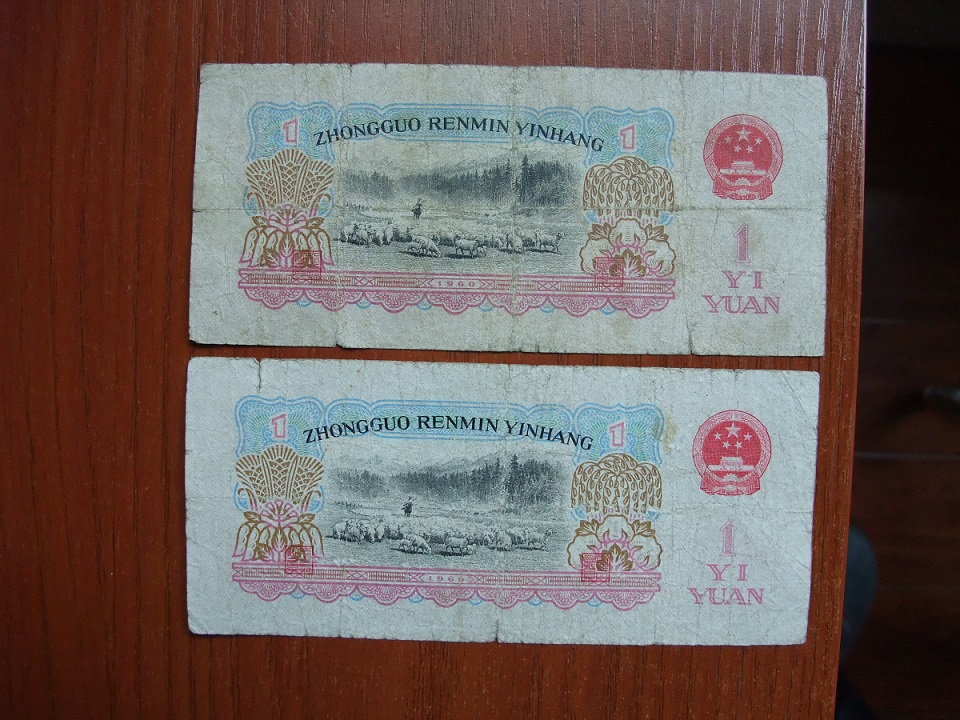 1 ZHONGGUO RENMIN YINHANG 1
1960
1
YI
YUAN
1 ZHONGGUO RENMIN YINHANG 1
1960
1
YI
YUAN